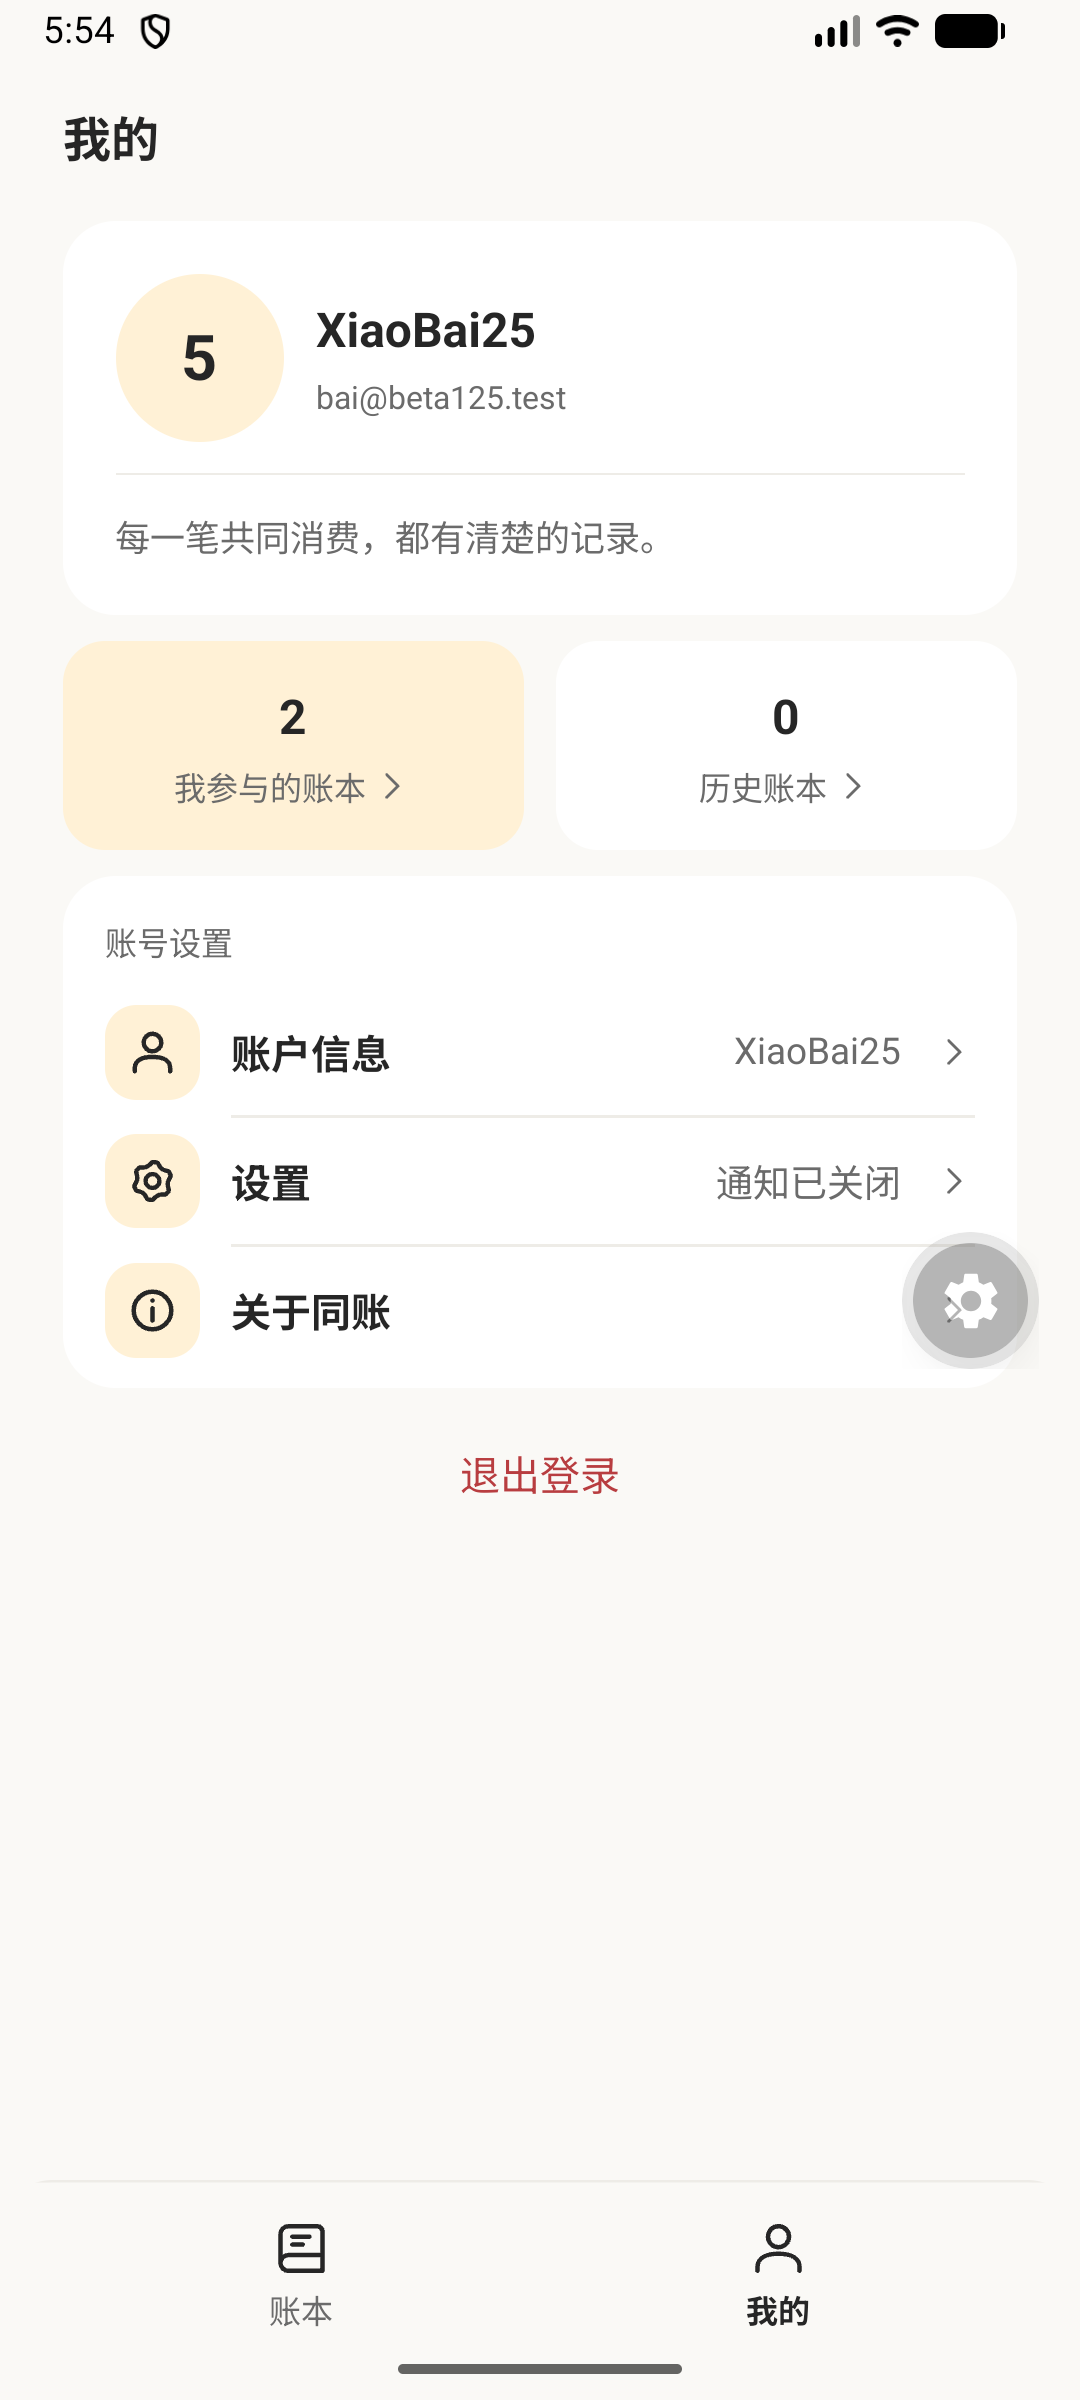 5:54
我的
5
XiaoBai25
bai@beta125.test
每一笔共同消费，都有清楚的记录。
2
我参与的账本
0
历史账本
账号设置
账户信息
XiaoBai25
设置
通知已关闭
关于同账
退出登录
账本
我的